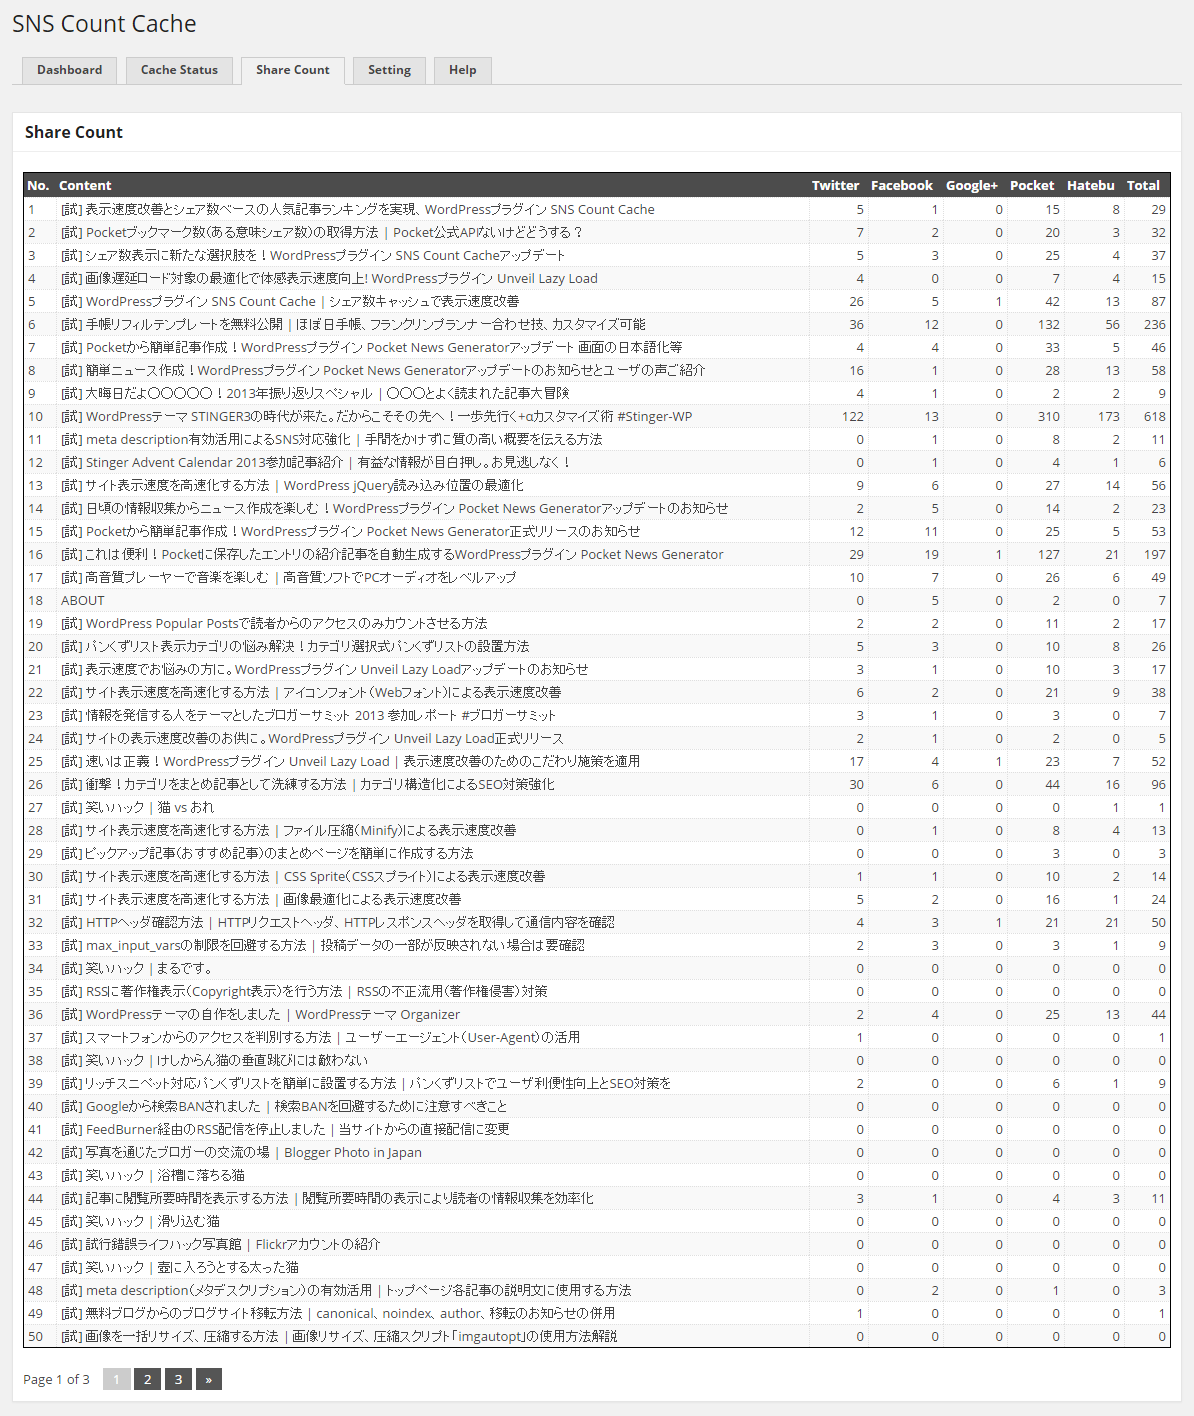 SNS Count Cache
Dashboard Cache Status Share Count Setting Help
Share Count
No. Content Twitter Facebook Google+ Pocket Hatebu Total
1 [試] 表示速度改善とシェア数ベースの人気記事ランキングを実現、WordPressプラグイン SNS Count Cache 5 1 0 15 8 29
2 [試] Pocketブックマーク数(ある意味シェア数)の取得方法 | Pocket公式APIないけどどうする？ 7 2 0 20 3 32
3 [試] シェア数表示に新たな選択肢を！WordPressプラグイン SNS Count Cacheアップデート 5 3 0 25 4 37
4 [試] 画像遅延ロード対象の最適化で体感表示速度向上! WordPressプラグイン Unveil Lazy Load 4 0 0 7 4 15
5 [試] WordPressプラグイン SNS Count Cache | シェア数キャッシュで表示速度改善 26 5 1 42 13 87
6 [試] 手帳リフィルテンプレートを無料公開 | ほぼ日手帳、フランクリンプランナー合わせ技、カスタマイズ可能 36 12 0 132 56 236
7 [試] Pocketから簡単記事作成！WordPressプラグイン Pocket News Generatorアップデート 画面の日本語化等 4 4 0 33 5 46
8 [試] 簡単ニュース作成！WordPressプラグイン Pocket News Generatorアップデートのお知らせとユーザの声ご紹介 16 1 0 28 13 58
9 [試] 大晦日だよ〇〇〇〇〇！2013年振り返りスペシャル | 〇〇〇とよく読まれた記事大冒険 4 1 0 2 2 9
10 [試] WordPressテーマ STINGER3の時代が来た。だからこそその先へ！一歩先行く+αカスタマイズ術 #Stinger-WP 122 13 0 310 173 618
11 [試] meta description有効活用によるSNS対応強化 | 手間をかけずに質の高い概要を伝える方法 0 1 0 8 2 11
12 [試] Stinger Advent Calendar 2013参加記事紹介 | 有益な情報が目白押し。お見逃しなく！ 0 1 0 4 1 6
13 [試] サイト表示速度を高速化する方法 | WordPress jQuery読み込み位置の最適化 9 6 0 27 14 56
14 [試] 日頃の情報収集からニュース作成を楽しむ！WordPressプラグイン Pocket News Generatorアップデートのお知らせ 2 5 0 14 2 23
15 [試] Pocketから簡単記事作成！WordPressプラグイン Pocket News Generator正式リリースのお知らせ 12 11 0 25 5 53
16 [試] これは便利！Pocketに保存したエントリの紹介記事を自動生成するWordPressプラグイン Pocket News Generator 29 19 1 127 21 197
17 [試] 高音質プレーヤーで音楽を楽しむ | 高音質ソフトでPCオーディオをレベルアップ 10 7 0 26 6 49
18 ABOUT 0 5 0 2 0 7
19 [試] WordPress Popular Postsで読者からのアクセスのみカウントさせる方法 2 2 0 11 2 17
20 [試] パンくずリスト表示カテゴリの悩み解決！カテゴリ選択式パンくずリストの設置方法 5 3 0 10 8 26
21 [試] 表示速度でお悩みの方に。WordPressプラグイン Unveil Lazy Loadアップデートのお知らせ 3 1 0 10 3 17
22 [試] サイト表示速度を高速化する方法 | アイコンフォント（Webフォント)による表示速度改善 6 2 0 21 9 38
23 [試] 情報を発信する人をテーマとしたブロガーサミット 2013 参加レポート #ブロガーサミット 3 1 0 3 0 7
24 [試] サイトの表示速度改善のお供に。WordPressプラグイン Unveil Lazy Load正式リリース 2 1 0 2 0 5
25 [試] 速いは正義！WordPressプラグイン Unveil Lazy Load | 表示速度改善のためのこだわり施策を適用 17 4 1 23 7 52
26 [試] 衝撃！カテゴリをまとめ記事として洗練する方法 | カテゴリ構造化によるSEO対策強化 30 6 0 44 16 96
27 [試] 笑いハック | 猫 vs おれ 0 0 0 0 1 1
28 [試] サイト表示速度を高速化する方法 | ファイル圧縮（Minify)による表示速度改善 0 1 0 8 4 13
29 [試] ピックアップ記事(おすすめ記事)のまとめページを簡単に作成する方法 0 0 0 3 0 3
30 [試] サイト表示速度を高速化する方法 | CSS Sprite（CSSスプライト)による表示速度改善 1 1 0 10 2 14
31 [試] サイト表示速度を高速化する方法 | 画像最適化による表示速度改善 5 2 0 16 1 24
32 [試] HTTPヘッダ確認方法 | HTTPリクエストヘッダ、HTTPレスポンスヘッダを取得して通信内容を確認 4 3 1 21 21 50
33 [試] max_input_varsの制限を回避する方法 | 投稿データの一部が反映されない場合は要確認 2 3 0 3 1 9
34 [試] 笑いハック | まるです。 0 0 0 0 0 0
35 [試] RSSに著作権表示（Copyright表示)を行う方法 | RSSの不正流用(著作権侵害)対策 0 0 0 0 0 0
36 [試] WordPressテーマの自作をしました | WordPressテーマ Organizer 2 4 0 25 13 44
37 [試] スマートフォンからのアクセスを判別する方法 | ユーザーエージェント（User-Agent)の活用 1 0 0 0 0 1
38 [試] 笑いハック | けしからん猫の垂直跳びには敵わない 0 0 0 0 0 0
39 [試] リッチスニペット対応パンくずリストを簡単に設置する方法 | パンくずリストでユーザ利便性向上とSEO対策を 2 0 0 6 1 9
40 [試] Googleから検索BANされました | 検索BANを回避するために注意すべきこと 0 0 0 0 0 0
41 [試] FeedBurner経由のRSS配信を停止しました | 当サイトからの直接配信に変更 0 0 0 0 0 0
42 [試] 写真を通じたブロガーの交流の場 | Blogger Photo in Japan 0 0 0 0 0 0
43 [試] 笑いハック | 浴槽に落ちる猫 0 0 0 0 0 0
44 [試] 記事に閲覧所要時間を表示する方法 | 閲覧所要時間の表示により読者の情報収集を効率化 3 1 0 4 3 11
45 [試] 笑いハック | 滑り込む猫 0 0 0 0 0 0
46 [試] 試行錯誤ライフハック写真館 | Flickrアカウントの紹介 0 0 0 0 0 0
47 [試] 笑いハック | 壺に入ろうとする太った猫 0 0 0 0 0 0
48 [試] meta description(メタデスクリプション)の有効活用 | トップページ各記事の説明文に使用する方法 0 2 0 1 0 3
49 [試] 無料ブログからのブログサイト移転方法 | canonical、noindex、author、移転のお知らせの併用 1 0 0 0 0 1
50 [試] 画像を一括リサイズ、圧縮する方法 | 画像リサイズ、圧縮スクリプト「imgautopt」の使用方法解説 0 0 0 0 0 0
Page 1 of 3 1 2 3 »